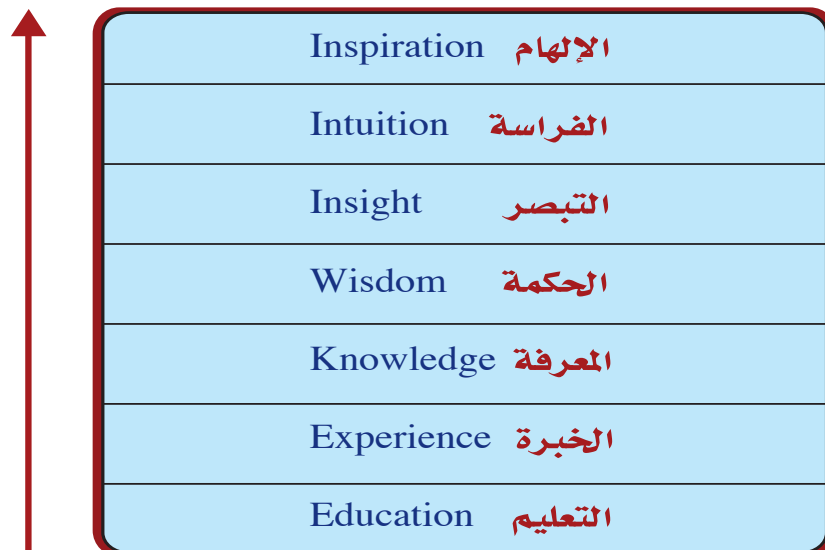 Inspiration الإلهام
Intuition الفراسة
Insight التبصر
Wisdom الحكمة
Knowledge المعرفة
Experience الخبرة
Education التعليم